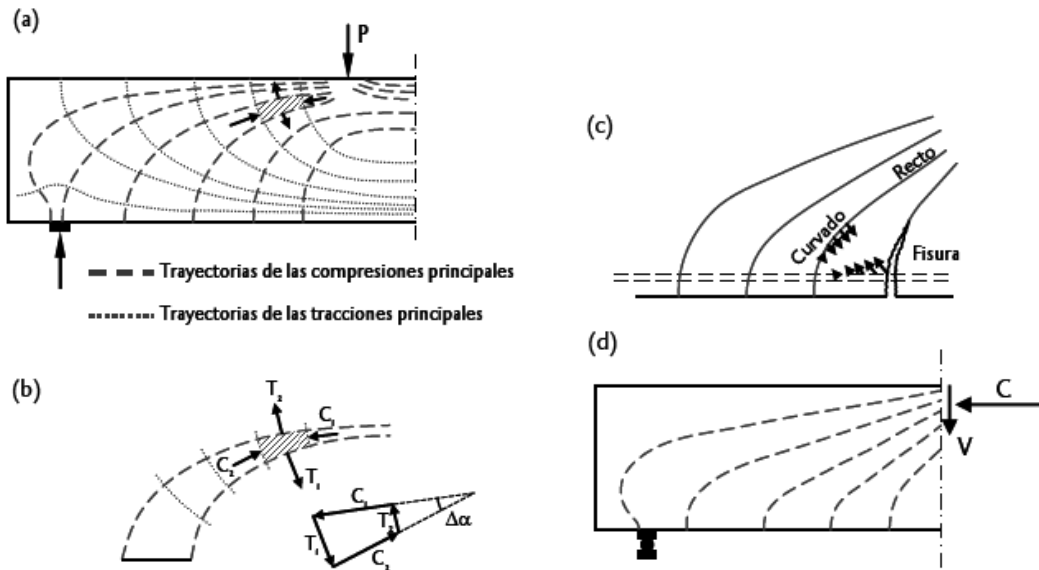 (a)
P
Trayectorias de las compresiones principales
Trayectorias de las tracciones principales
(b)
T₂
C₁
C₂
T₁
C₁
T₂
Δα
T₁
C₂
(c)
Recto
Curvado
Fisura
(d)
C
V